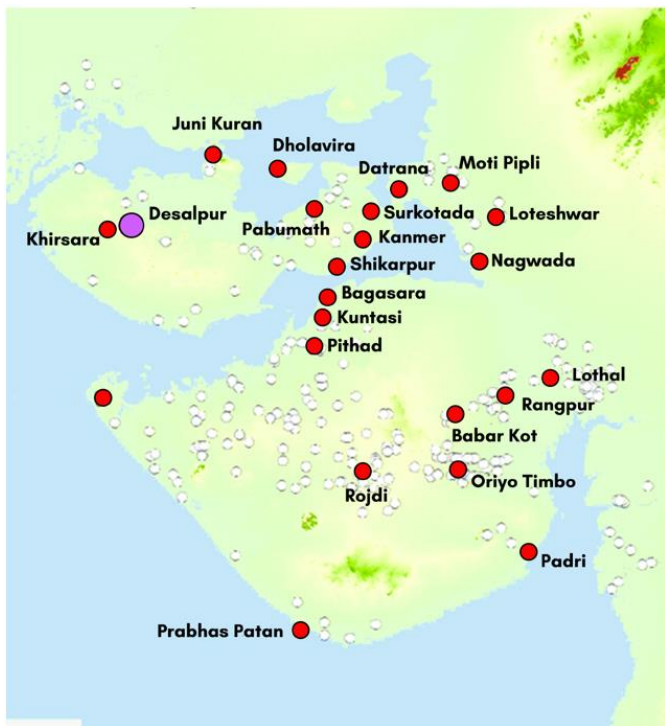 Juni Kuran
Dholavira
Datrana
Moti Pipli
Desalpur
Khirsara
Pabumath
Surkotada
Loteshwar
Kanmer
Shikarpur
Nagwada
Bagasara
Kuntasi
Pithad
Lothal
Rangpur
Babar Kot
Rojdi
Oriyo Timbo
Padri
Prabhas Patan